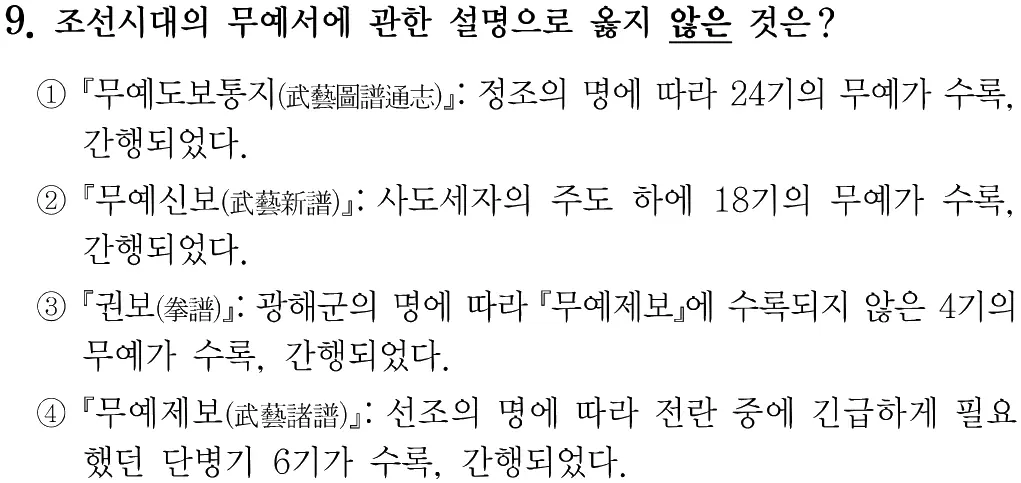 9. 조선시대의 무예서에 관한 설명으로 옳지 않은 것은?
① 『무예도보통지(武藝圖譜通志)』: 정조의 명에 따라 24기의 무예가 수록,
간행되었다.
② 『무예신보(武藝新譜)』: 사도세자의 주도 하에 18기의 무예가 수록,
간행되었다.
③ 『권보(拳譜)』: 광해군의 명에 따라 『무예제보』에 수록되지 않은 4기의
무예가 수록, 간행되었다.
④ 『무예제보(武藝諸譜)』: 선조의 명에 따라 전란 중에 긴급하게 필요
했던 단병기 6기가 수록, 간행되었다.